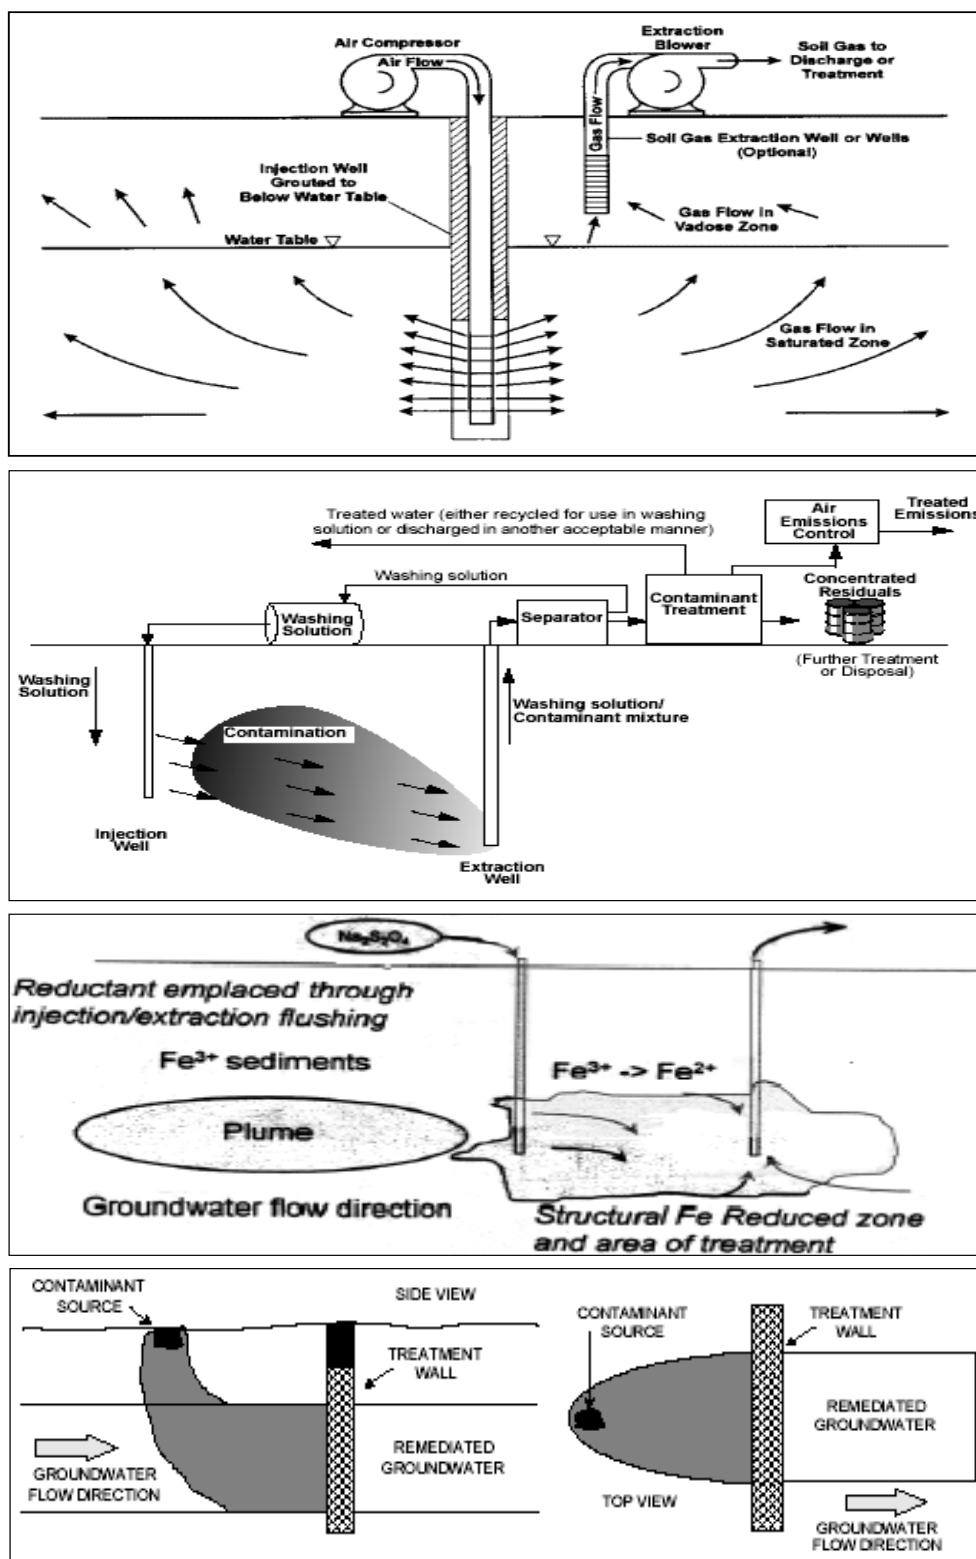 Air Compressor
Air Flow
Extraction
Blower
Soil Gas to
Discharge or
Treatment
Gas Flow
Soil Gas Extraction Well or Wells
(Optional)
Injection Well
Grouted to
Below Water Table
Gas Flow in
Vadose Zone
Water Table
Gas Flow in
Saturated Zone
Treated water (either recycled for use in washing
solution or discharged in another acceptable manner)
Air
Emissions
Control
Treated
Emissions
Washing solution
Washing
Solution
Separator
Contaminant
Treatment
Concentrated
Residuals
(Further Treatment
or Disposal)
Washing
Solution
Washing solution/
Contaminant mixture
Contamination
Injection
Well
Extraction
Well
Na₂S₂O₄
Reductant emplaced through
injection/extraction flushing
Fe³⁺ sediments
Fe³⁺ -> Fe²⁺
Plume
Groundwater flow direction
Structural Fe Reduced zone
and area of treatment
CONTAMINANT
SOURCE
SIDE VIEW
TREATMENT
WALL
REMEDIATED
GROUNDWATER
GROUNDWATER
FLOW DIRECTION
CONTAMINANT
SOURCE
TREATMENT
WALL
REMEDIATED
GROUNDWATER
TOP VIEW
GROUNDWATER
FLOW DIRECTION